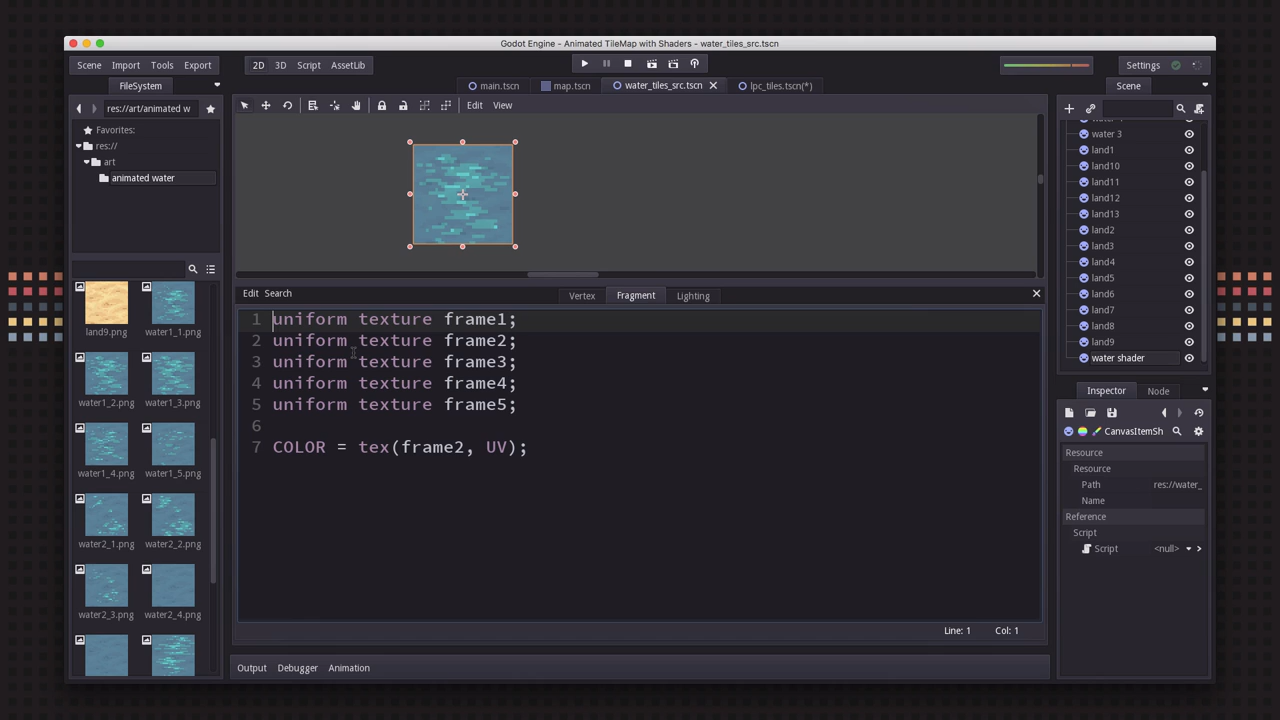 Godot Engine - Animated TileMap with Shaders - water_tiles_src.tscn
Scene Import Tools Export 2D 3D Script AssetLib Settings
FileSystem main.tscn map.tscn water_tiles_src.tscn lpc_tiles.tscn(*) Scene
res://art/animated w Edit View
Favorites:
res://
art
animated water
water 3
land1
land10
land11
land12
land13
land2
land3
land4
land5
land6
land7
land8
land9
water shader
land9.png water1_1.png
water1_2.png water1_3.png
water1_4.png water1_5.png
water2_1.png water2_2.png
water2_3.png water2_4.png
Edit Search Vertex Fragment Lighting
1 uniform texture frame1;
2 uniform texture frame2;
3 uniform texture frame3;
4 uniform texture frame4;
5 uniform texture frame5;
6
7 COLOR = tex(frame2, UV);
Line: 1 Col: 1
Output Debugger Animation
Inspector Node
CanvasItemSh
Resource
Resource
Path res://water_
Name
Reference
Script
Script <null>